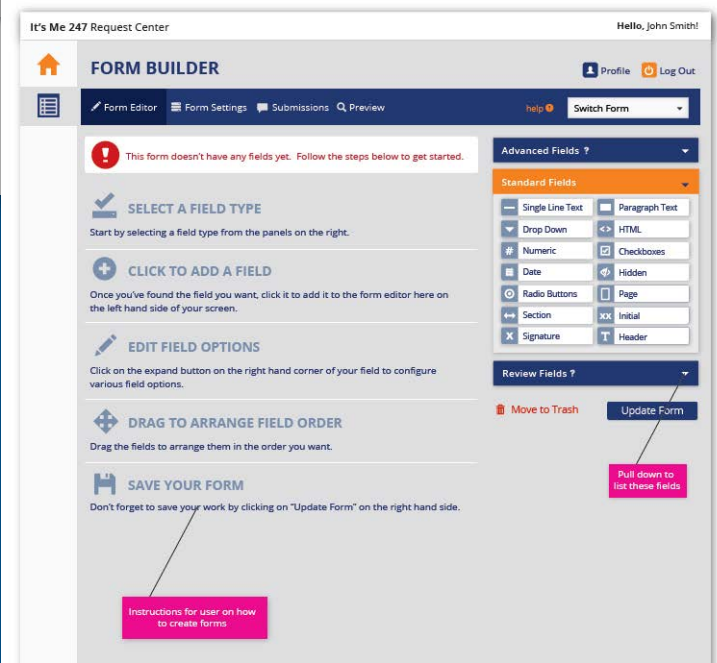 It's Me 247 Request Center
Hello, John Smith!
FORM BUILDER
Profile
Log Out
Form Editor
Form Settings
Submissions
Preview
help
Switch Form
This form doesn't have any fields yet. Follow the steps below to get started.
SELECT A FIELD TYPE
Start by selecting a field type from the panels on the right.
CLICK TO ADD A FIELD
Once you've found the field you want, click it to add it to the form editor here on
the left hand side of your screen.
EDIT FIELD OPTIONS
Click on the expand button on the right hand corner of your field to configure
various field options.
DRAG TO ARRANGE FIELD ORDER
Drag the fields to arrange them in the order you want.
SAVE YOUR FORM
Don't forget to save your work by clicking on "Update Form" on the right hand side.
Instructions for user on how
to create forms
Advanced Fields ?
Standard Fields
Single Line Text
Paragraph Text
Drop Down
<> HTML
# Numeric
Checkboxes
Date
Hidden
Radio Buttons
Page
Section
XX Initial
X Signature
T Header
Review Fields ?
Move to Trash
Update Form
Pull down to
list these fields